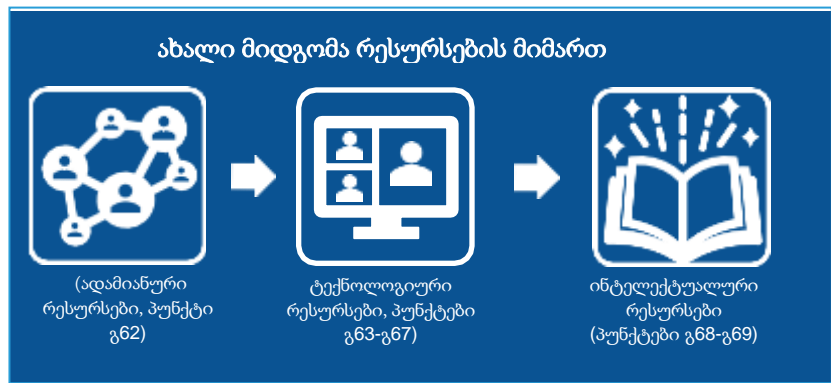 ახალი მიდგომა რესურსების მიმართ
(ადამიანური
რესურსები, პუნქტი
გ62)
ტექნოლოგიური
რესურსები, პუნქტები
გ63-გ67)
ინტელექტუალური
რესურსები
(პუნქტები გ68-გ69)